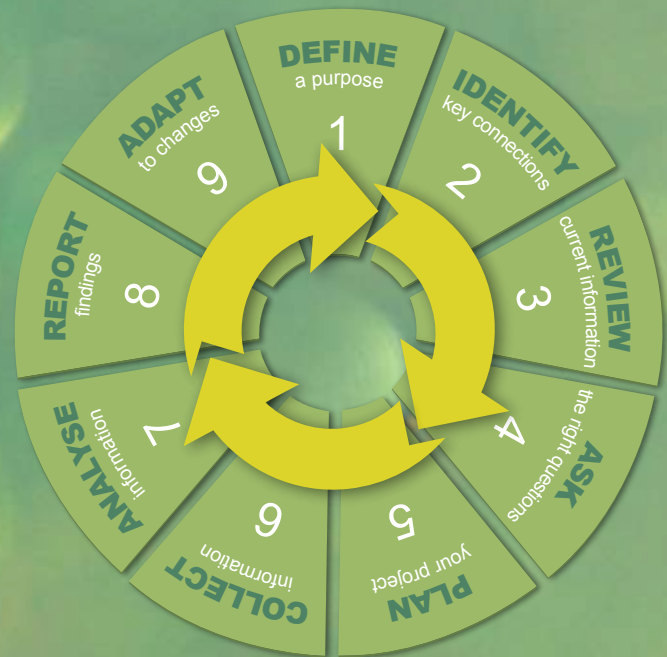 DEFINE
a purpose
1
IDENTIFY
key connections
2
REVIEW
current information
3
ASK
the right questions
4
PLAN
your project
5
COLLECT
information
6
ANALYSE
information
7
REPORT
findings
8
ADAPT
to changes
9